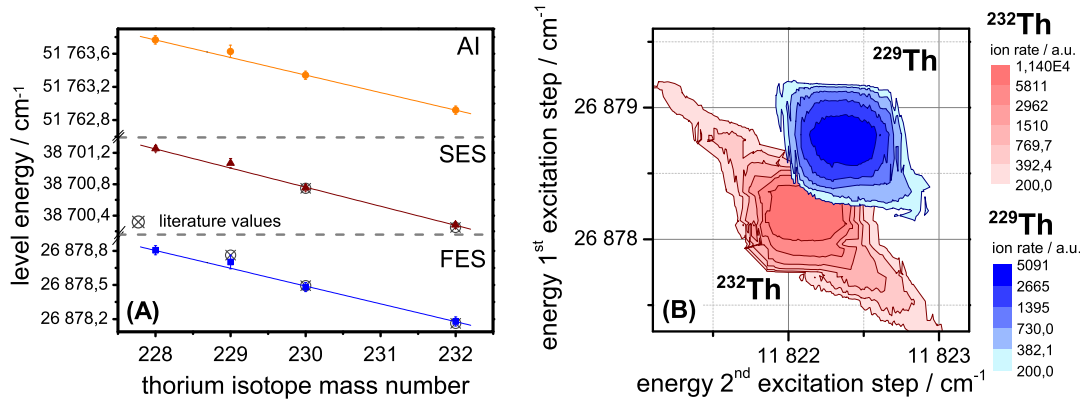 level energy / cm⁻¹
51 763,6
51 763,2
51 762,8
AI
38 701,2
38 700,8
38 700,4
SES
literature values
26 878,8
26 878,5
26 878,2
FES
(A)
228 229 230 231 232
thorium isotope mass number
energy 1ˢᵗ excitation step / cm⁻¹
26 879
26 878
²²⁹Th
²³²Th
(B)
11 822 11 823
energy 2ⁿᵈ excitation step / cm⁻¹
²³²Th
ion rate / a.u.
1,140E4
5811
2962
1510
769,7
392,4
200,0
²²⁹Th
ion rate / a.u.
5091
2665
1395
730,0
382,1
200,0